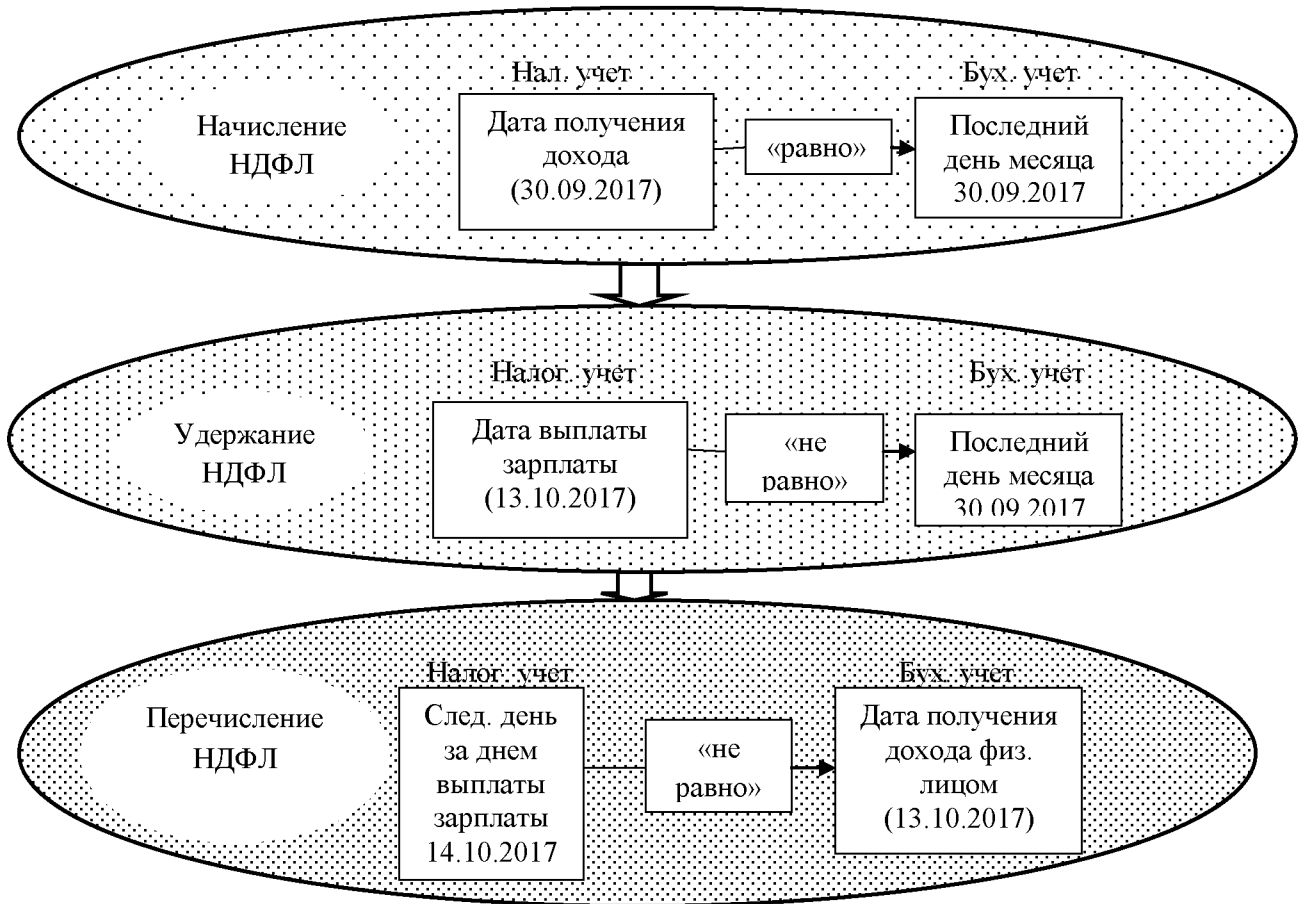 Нал. учет
Бух. учет
Начисление
НДФЛ
Дата получения
дохода
(30.09.2017)
«равно»
Последний
день месяца
30.09.2017
Налог. учет
Бух. учет
Удержание
НДФЛ
Дата выплаты
зарплаты
(13.10.2017)
«не
равно»
Последний
день месяца
30.09.2017
Налог. учет
Бух. учет
Перечисление
НДФЛ
След. день
за днем
выплаты
зарплаты
14.10.2017
«не
равно»
Дата получения
дохода физ.
лицом
(13.10.2017)